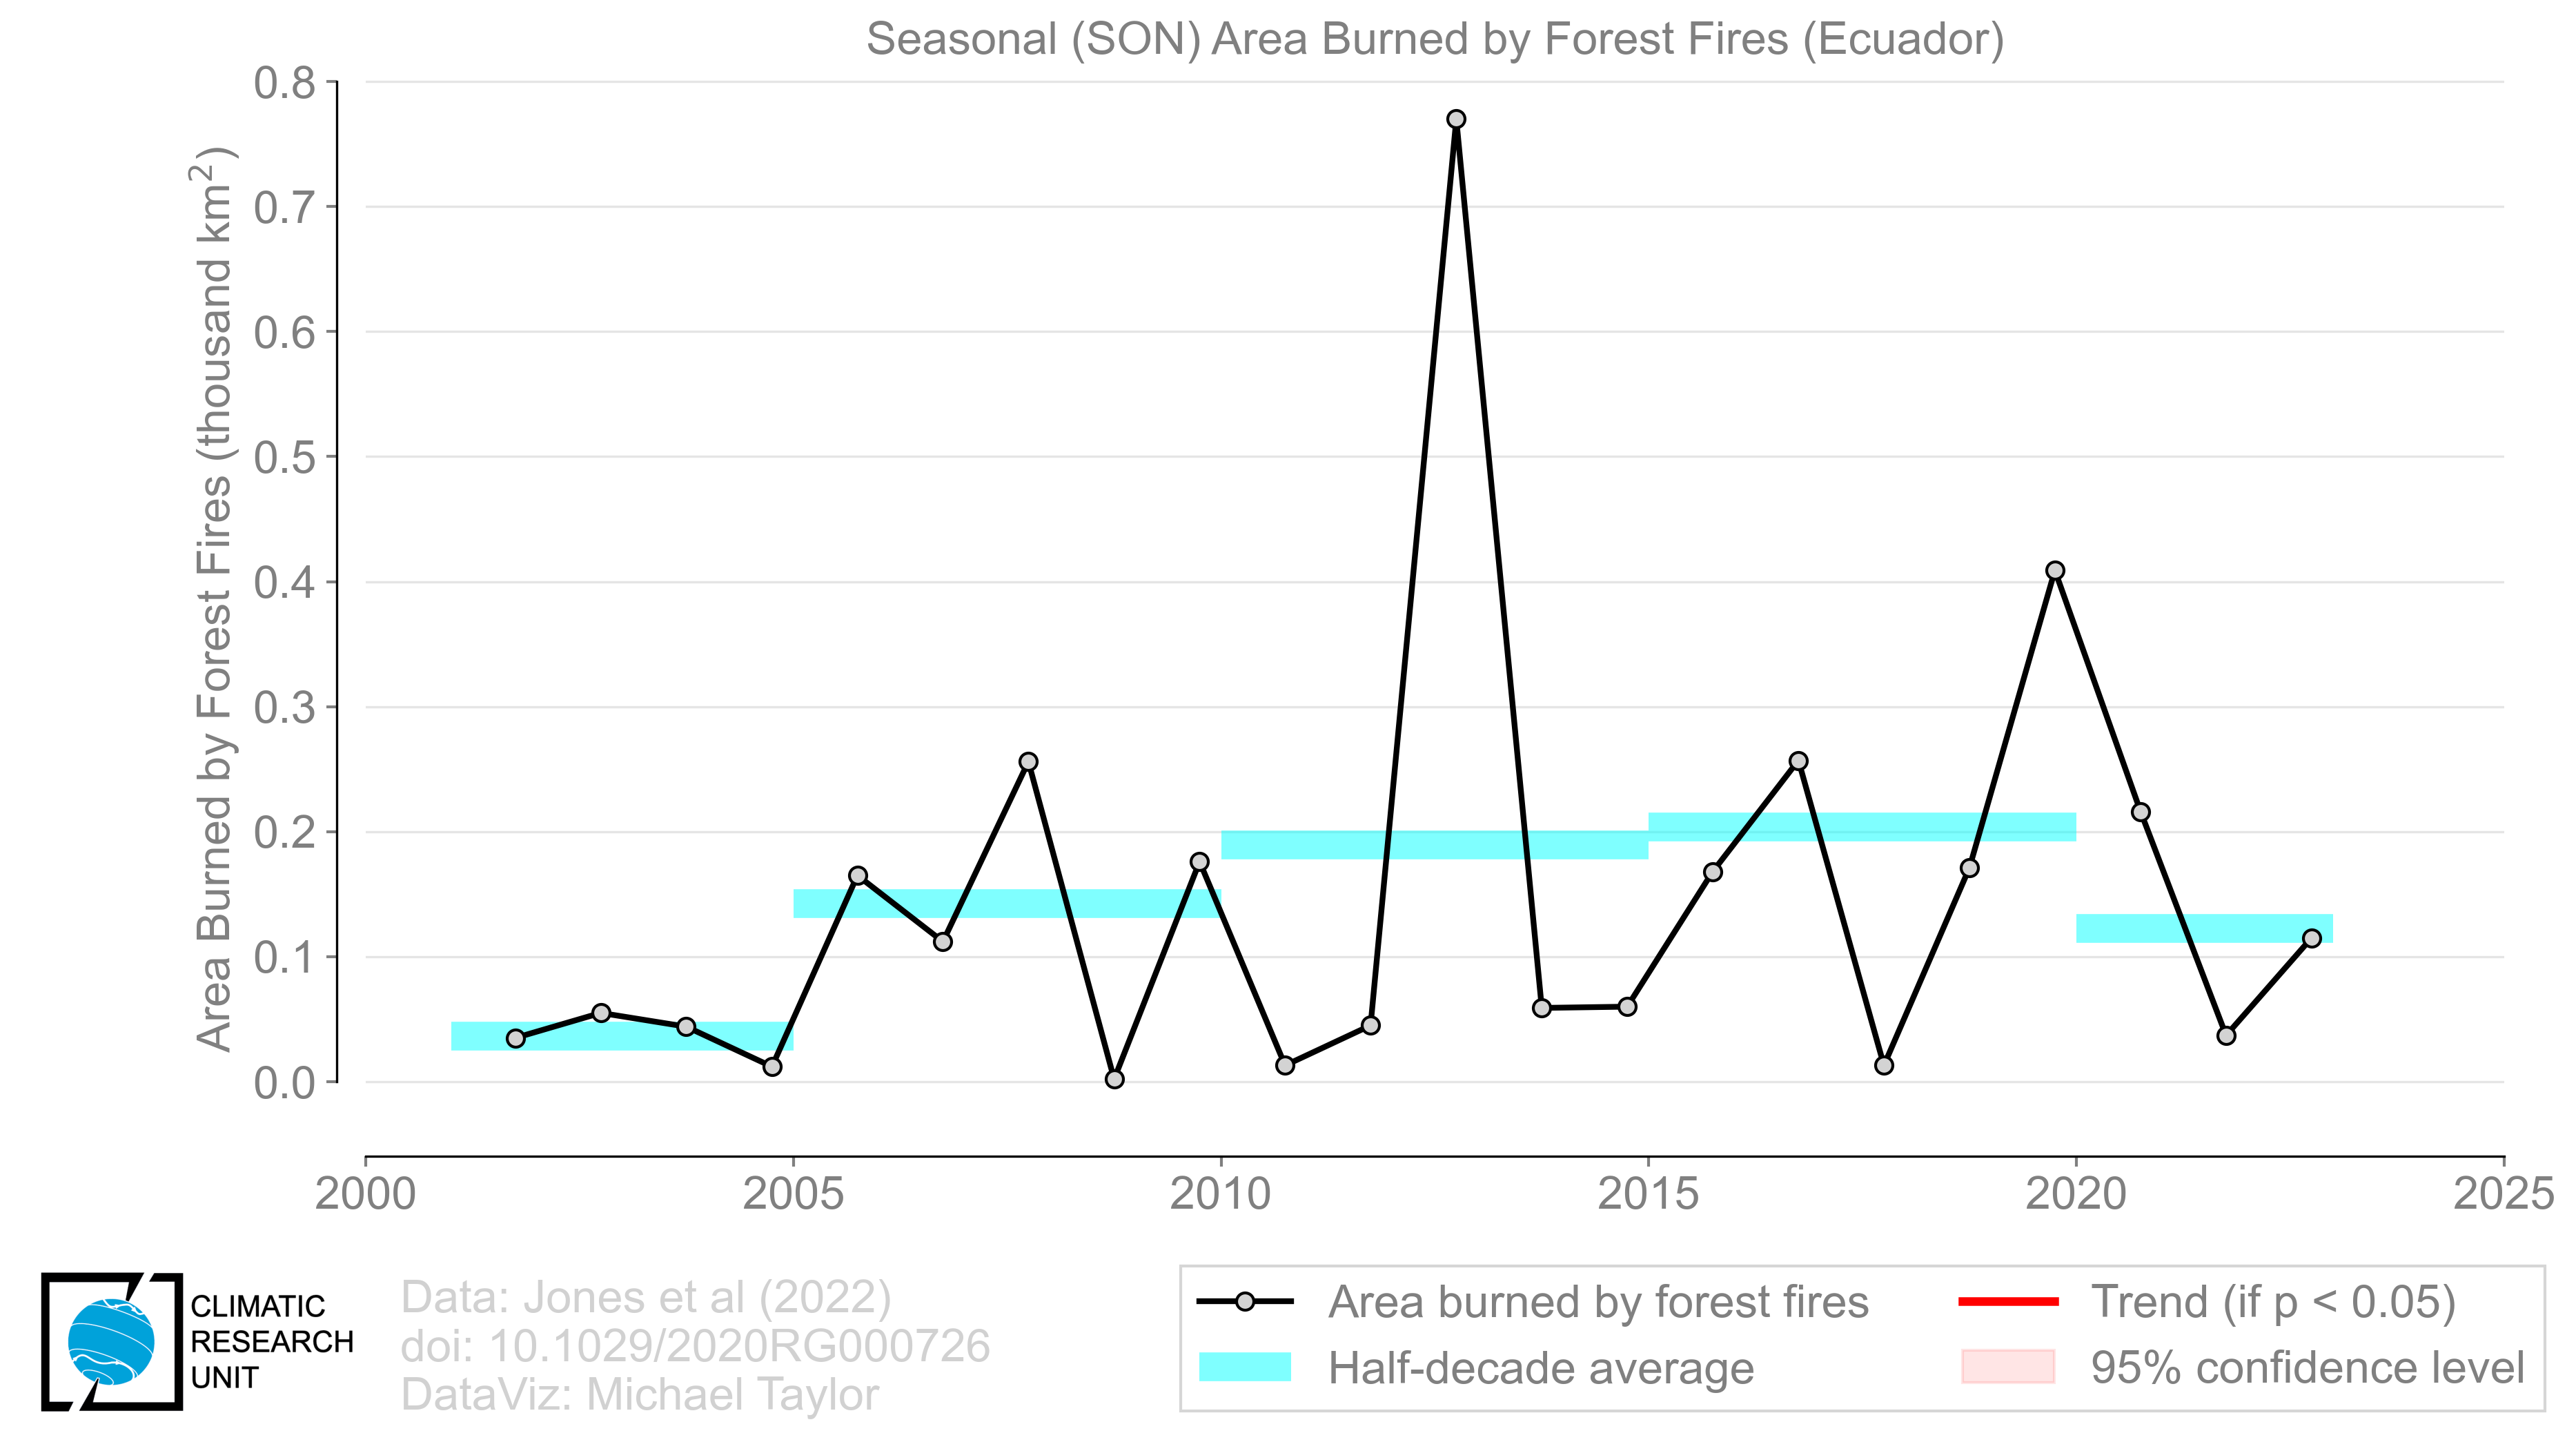 Seasonal (SON) Area Burned by Forest Fires (Ecuador)
Area Burned by Forest Fires (thousand km²)
0.8
0.7
0.6
0.5
0.4
0.3
0.2
0.1
0.0
2000
2005
2010
2015
2020
2025
CLIMATIC
RESEARCH
UNIT
Data: Jones et al (2022)
doi: 10.1029/2020RG000726
DataViz: Michael Taylor
Area burned by forest fires
Half-decade average
Trend (if p < 0.05)
95% confidence level